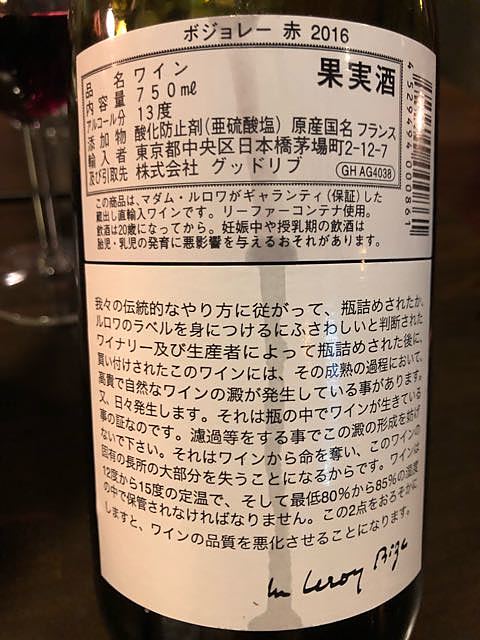 ボジョレー 赤 2016
果実酒
品名 ワイン
内容量 750mℓ
アルコール分 13度
添加物 酸化防止剤(亜硫酸塩) 原産国名 フランス
輸入者 東京都中央区日本橋茅場町2-12-7
及び引取先 株式会社 グッドリブ
GH AG4038
4529494000861
この商品は、マダム・ルロワがギャランティ(保証)した
蔵出し直輸入ワインです。リーファーコンテナ使用。
飲酒は20歳になってから。妊娠中や授乳期の飲酒は
胎児・乳児の発育に悪影響を与えるおそれがあります。
我々の伝統的なやり方に従がって、瓶詰めされたか、
ルロワのラベルを身につけるにふさわしいと判断された
ワイナリー及び生産者によって瓶詰めされた後に、
買い付けされたこのワインには、その成熟の過程において、
高貴で自然なワインの澱が発生している事があります。
又、日々発生します。それは瓶の中でワインが生きている
事の証なのです。濾過等をする事でこの澱の形成を妨げ
ないで下さい。それはワインから命を奪い、このワインの
固有の長所の大部分を失うことになるからです。ワインは
12度から15度の定温で、そして最低80%から85%の湿度
の中で保管されなければなりません。この2点をおろそかに
しますと、ワインの品質を悪化させることになります。
Leroy Bize